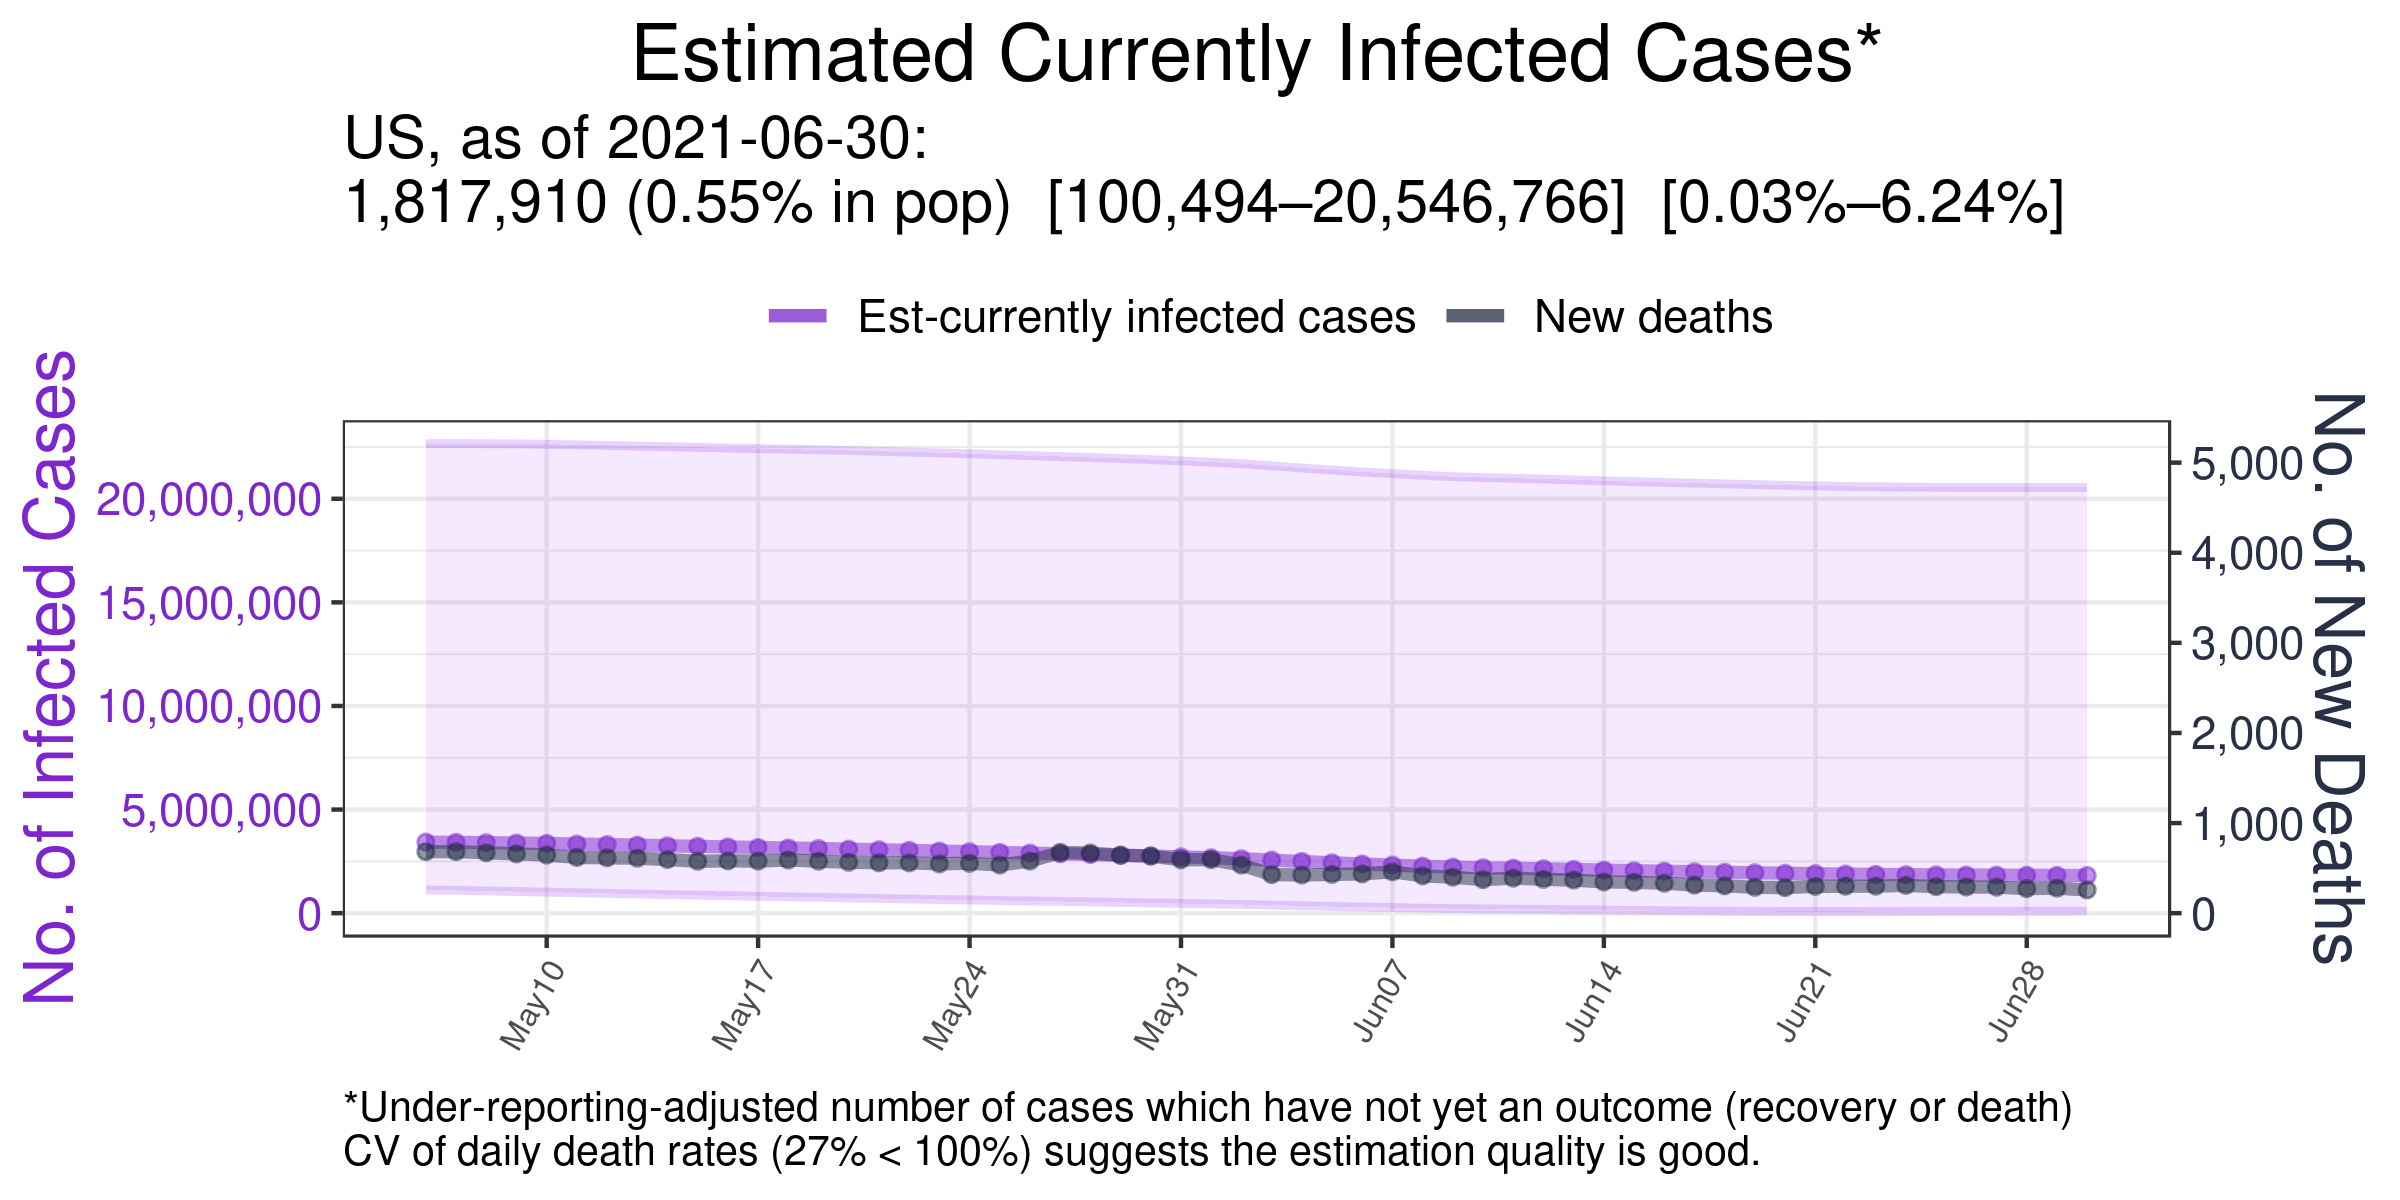 Estimated Currently Infected Cases*
US, as of 2021-06-30:
1,817,910 (0.55% in pop)  [100,494–20,546,766]  [0.03%–6.24%]
Est-currently infected cases
New deaths
No. of Infected Cases
20,000,000
15,000,000
10,000,000
5,000,000
0
5,000
4,000
3,000
2,000
1,000
0
No. of New Deaths
May10
May17
May24
May31
Jun07
Jun14
Jun21
Jun28
*Under-reporting-adjusted number of cases which have not yet an outcome (recovery or death)
CV of daily death rates (27% < 100%) suggests the estimation quality is good.